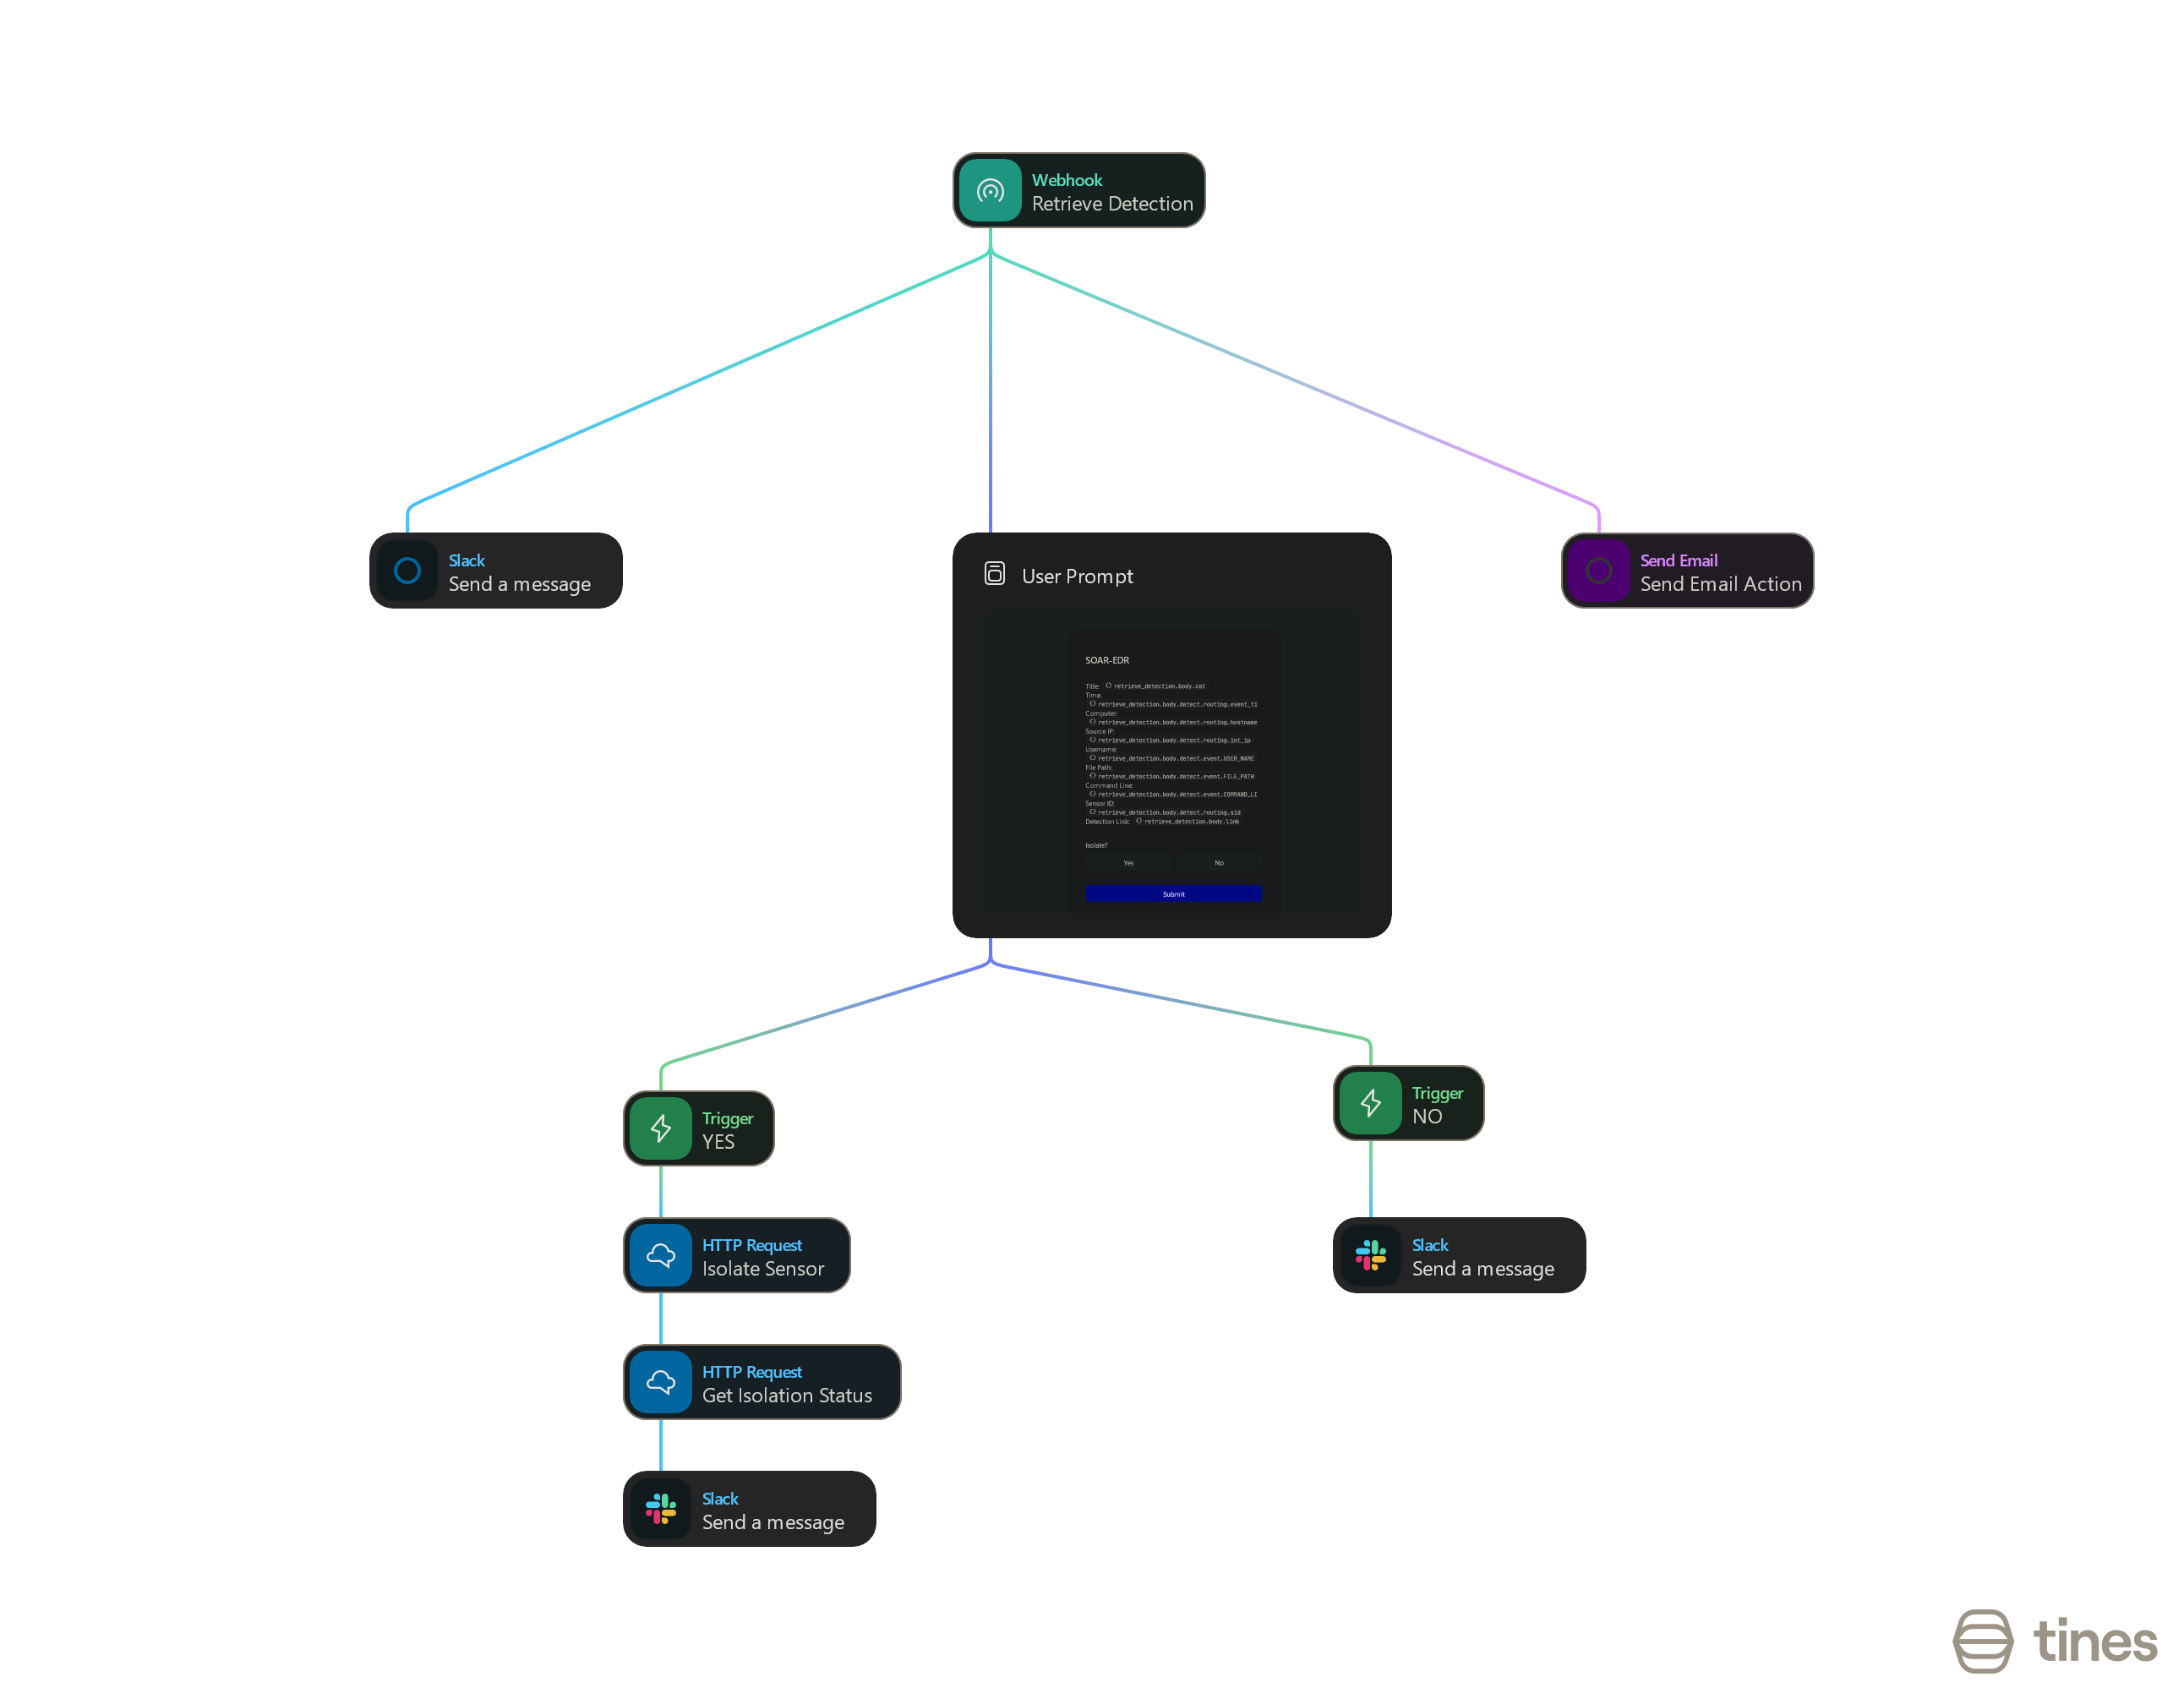 Webhook
Retrieve Detection
Slack
Send a message
User Prompt
Send Email
Send Email Action
SOAR-EDR
Title: retrieve_detection.body.cat
Time:
retrieve_detection.body.detect.routing.event_ti
Computer:
retrieve_detection.body.detect.routing.hostname
Source IP:
retrieve_detection.body.detect.routing.int_ip
Username:
retrieve_detection.body.detect.event.USER_NAME
File Path:
retrieve_detection.body.detect.event.FILE_PATH
Command Line:
retrieve_detection.body.detect.event.COMMAND_LI
Sensor ID:
retrieve_detection.body.detect.routing.sid
Detection Link: retrieve_detection.body.link
Isolate?
Yes No
Submit
Trigger
YES
Trigger
NO
HTTP Request
Isolate Sensor
Slack
Send a message
HTTP Request
Get Isolation Status
Slack
Send a message
tines